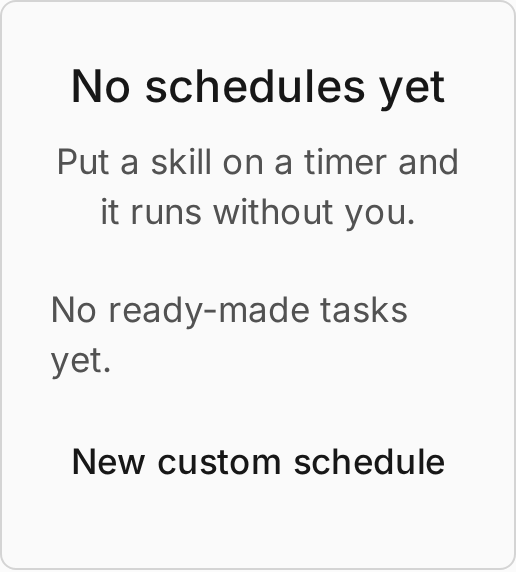 No schedules yet
Put a skill on a timer and
it runs without you.
No ready-made tasks
yet.
New custom schedule